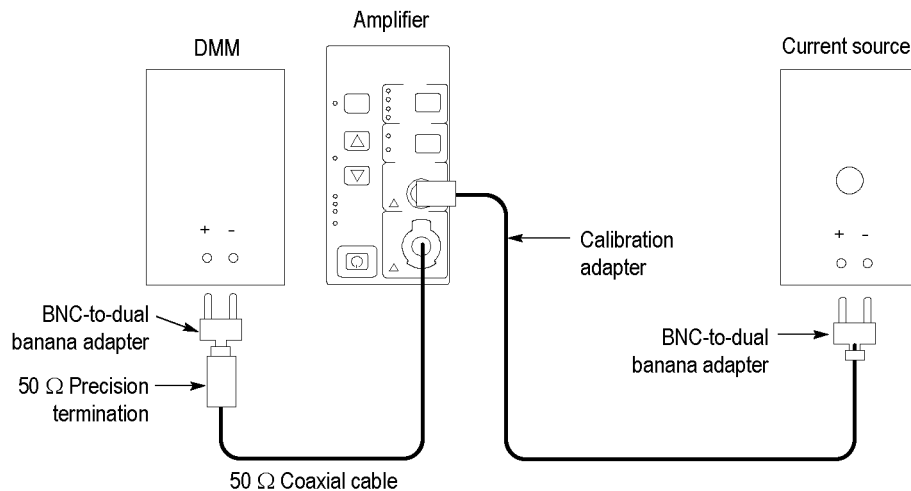 Amplifier
DMM
Current source
+ -
+ -
Calibration
adapter
BNC-to-dual
banana adapter
BNC-to-dual
banana adapter
50 Ω Precision
termination
50 Ω Coaxial cable